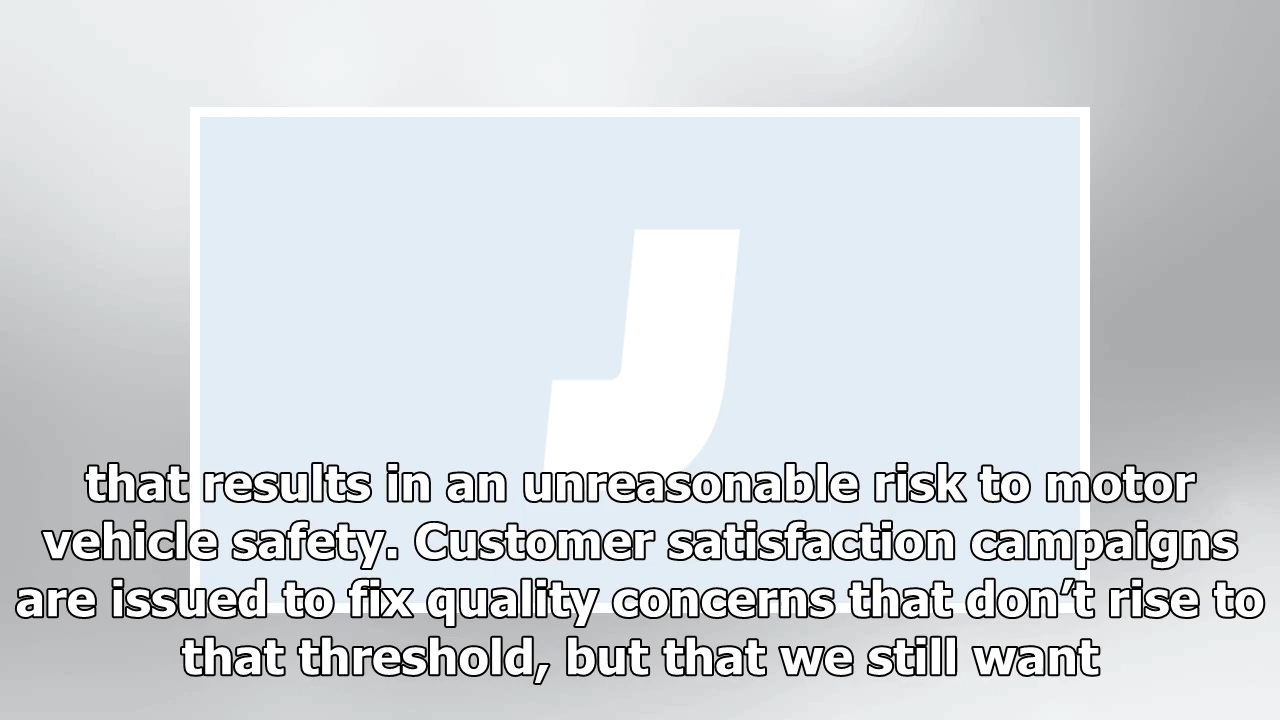 that results in an unreasonable risk to motor
vehicle safety. Customer satisfaction campaigns
are issued to fix quality concerns that don’t rise to
that threshold, but that we still want